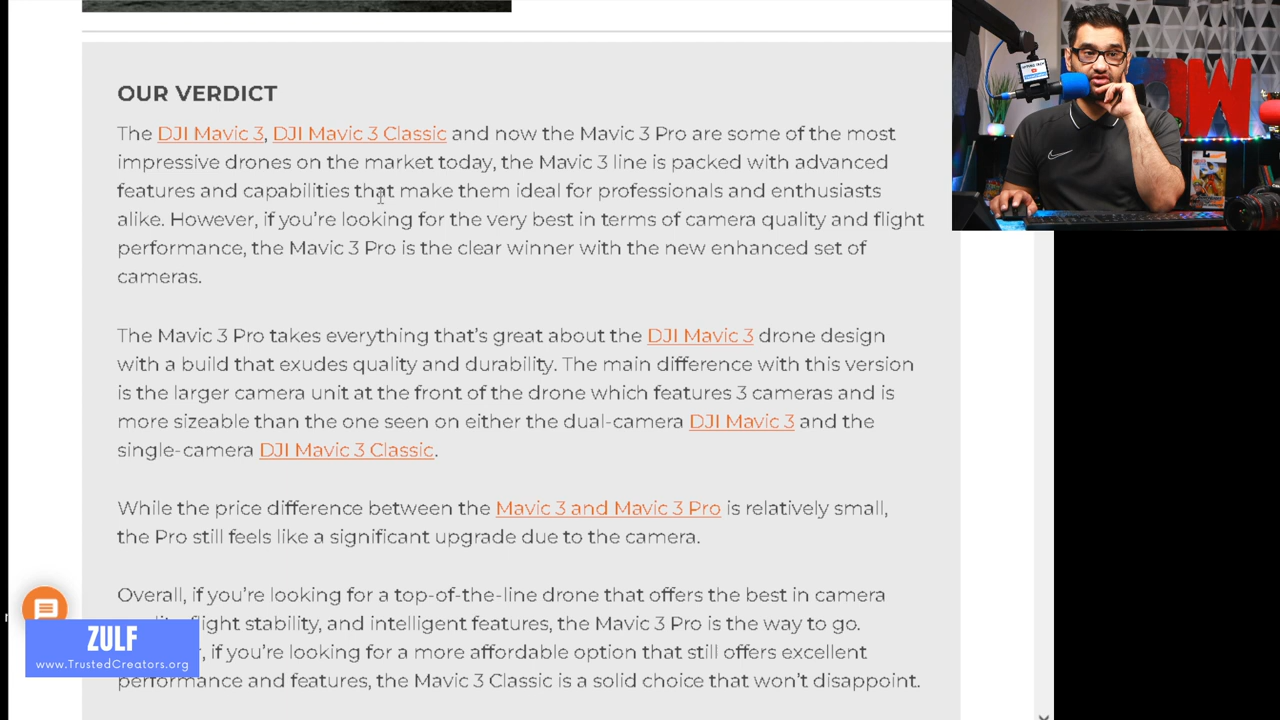 OUR VERDICT
The DJI Mavic 3, DJI Mavic 3 Classic and now the Mavic 3 Pro are some of the most
impressive drones on the market today, the Mavic 3 line is packed with advanced
features and capabilities that make them ideal for professionals and enthusiasts
alike. However, if you're looking for the very best in terms of camera quality and flight
performance, the Mavic 3 Pro is the clear winner with the new enhanced set of
cameras.
The Mavic 3 Pro takes everything that's great about the DJI Mavic 3 drone design
with a build that exudes quality and durability. The main difference with this version
is the larger camera unit at the front of the drone which features 3 cameras and is
more sizeable than the one seen on either the dual-camera DJI Mavic 3 and the
single-camera DJI Mavic 3 Classic.
While the price difference between the Mavic 3 and Mavic 3 Pro is relatively small,
the Pro still feels like a significant upgrade due to the camera.
Overall, if you're looking for a top-of-the-line drone that offers the best in camera
flight stability, and intelligent features, the Mavic 3 Pro is the way to go.
if you're looking for a more affordable option that still offers excellent
performance and features, the Mavic 3 Classic is a solid choice that won't disappoint.
ZULF
www.TrustedCreators.org